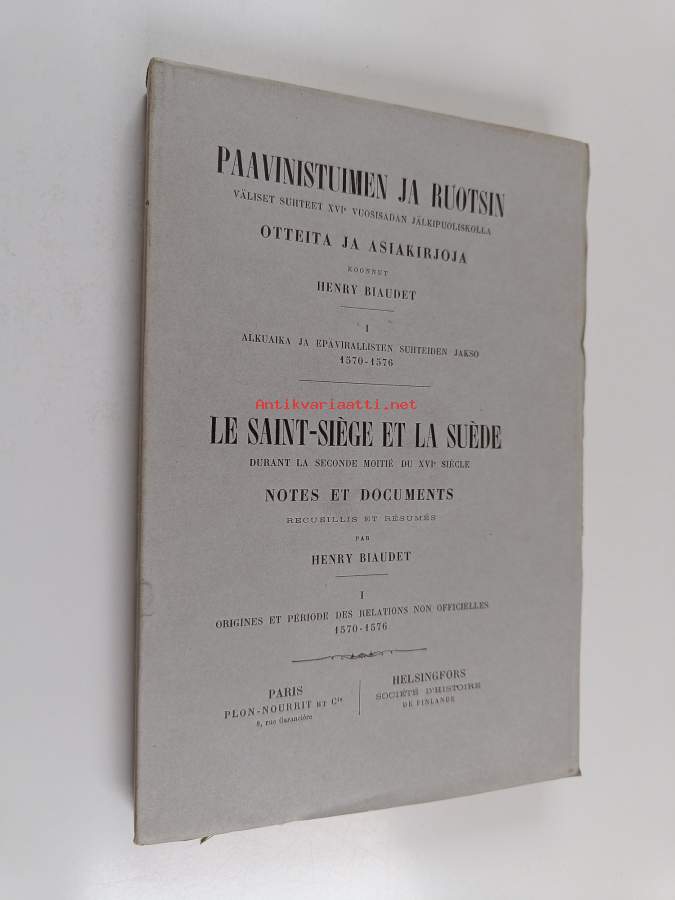 PAAVINISTUIMEN JA RUOTSIN
VÄLISET SUHTEET XVIᵉ VUOSISADAN JÄLKIPUOLISKOLLA
OTTEITA JA ASIAKIRJOJA
KOONNUT
HENRY BIAUDET
I
ALKUAIKA JA EPÄVIRALLISTEN SUHTEIDEN JAKSO
1570-1576
Antikvariaatti.net
LE SAINT-SIÈGE ET LA SUÈDE
DURANT LA SECONDE MOITIÉ DU XVIᵉ SIÈCLE
NOTES ET DOCUMENTS
RECUEILLIS ET RÉSUMÉS
PAR
HENRY BIAUDET
I
ORIGINES ET PÉRIODE DES RELATIONS NON OFFICIELLES
1570-1576
PARIS
PLON-NOURRIT ET Cⁱᵉ
8, rue Garancière
HELSINGFORS
SOCIÉTÉ D'HISTOIRE
DE FINLANDE